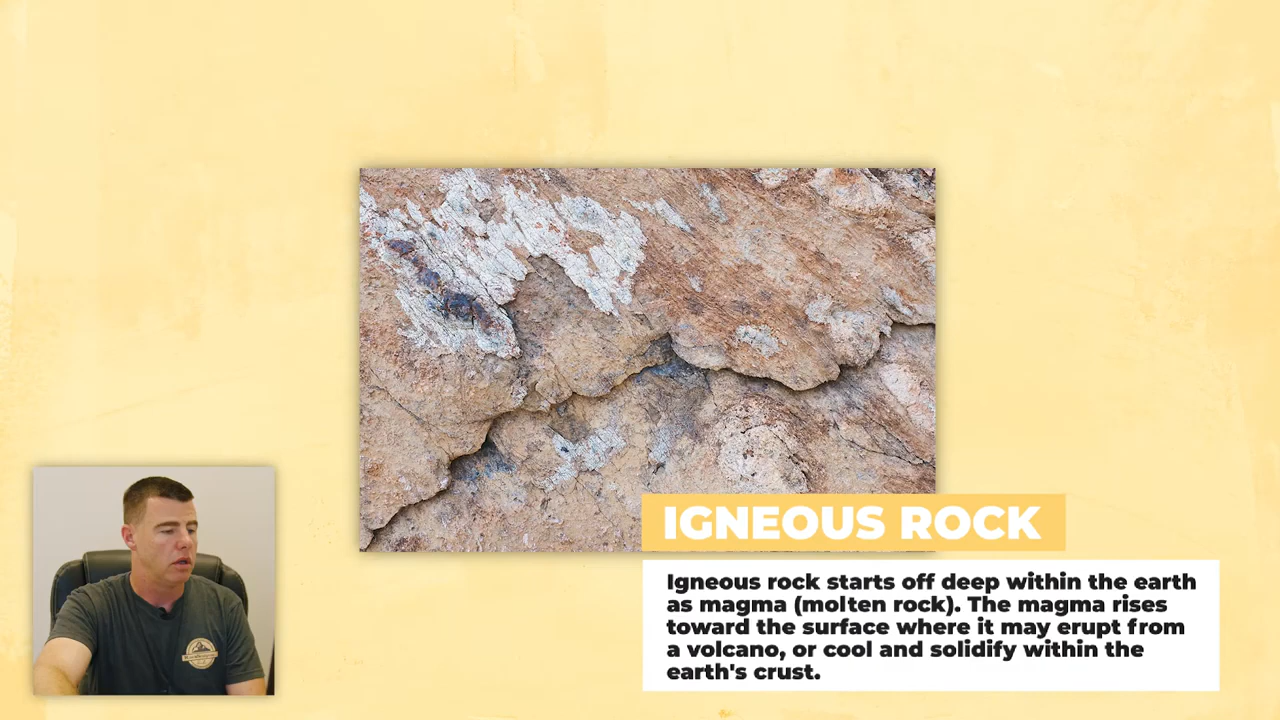 IGNEOUS ROCK
Igneous rock starts off deep within the earth
as magma (molten rock). The magma rises
toward the surface where it may erupt from
a volcano, or cool and solidify within the
earth's crust.